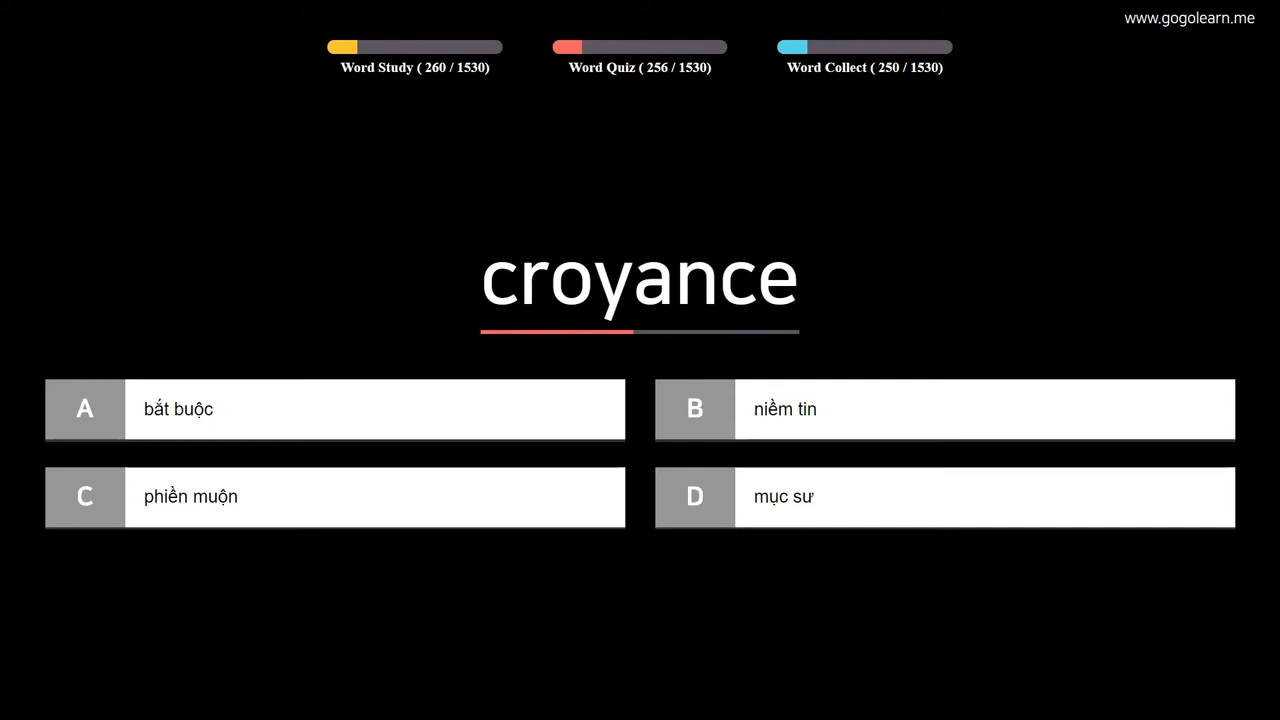 www.gogolearn.me
Word Study ( 260 / 1530)
Word Quiz ( 256 / 1530)
Word Collect ( 250 / 1530)
croyance
A bắt buộc
B niềm tin
C phiền muộn
D mục sư